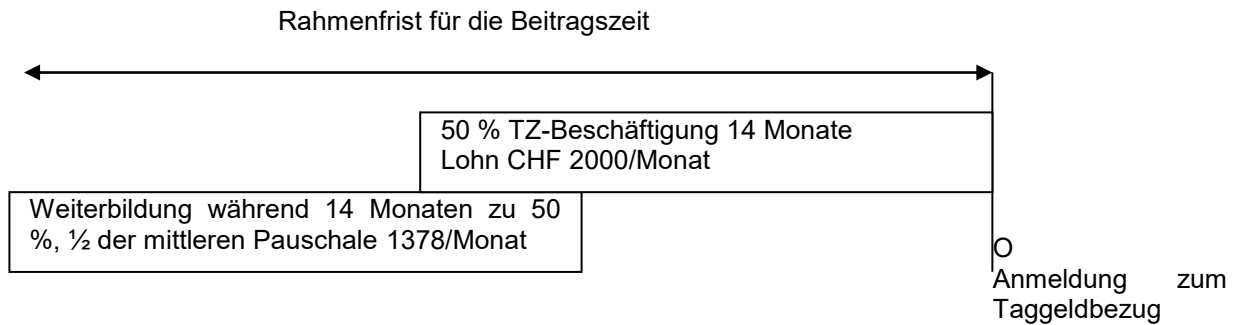 Rahmenfrist für die Beitragszeit
50 % TZ-Beschäftigung 14 Monate
Lohn CHF 2000/Monat
Weiterbildung während 14 Monaten zu 50
%, ½ der mittleren Pauschale 1378/Monat
O
Anmeldung zum
Taggeldbezug